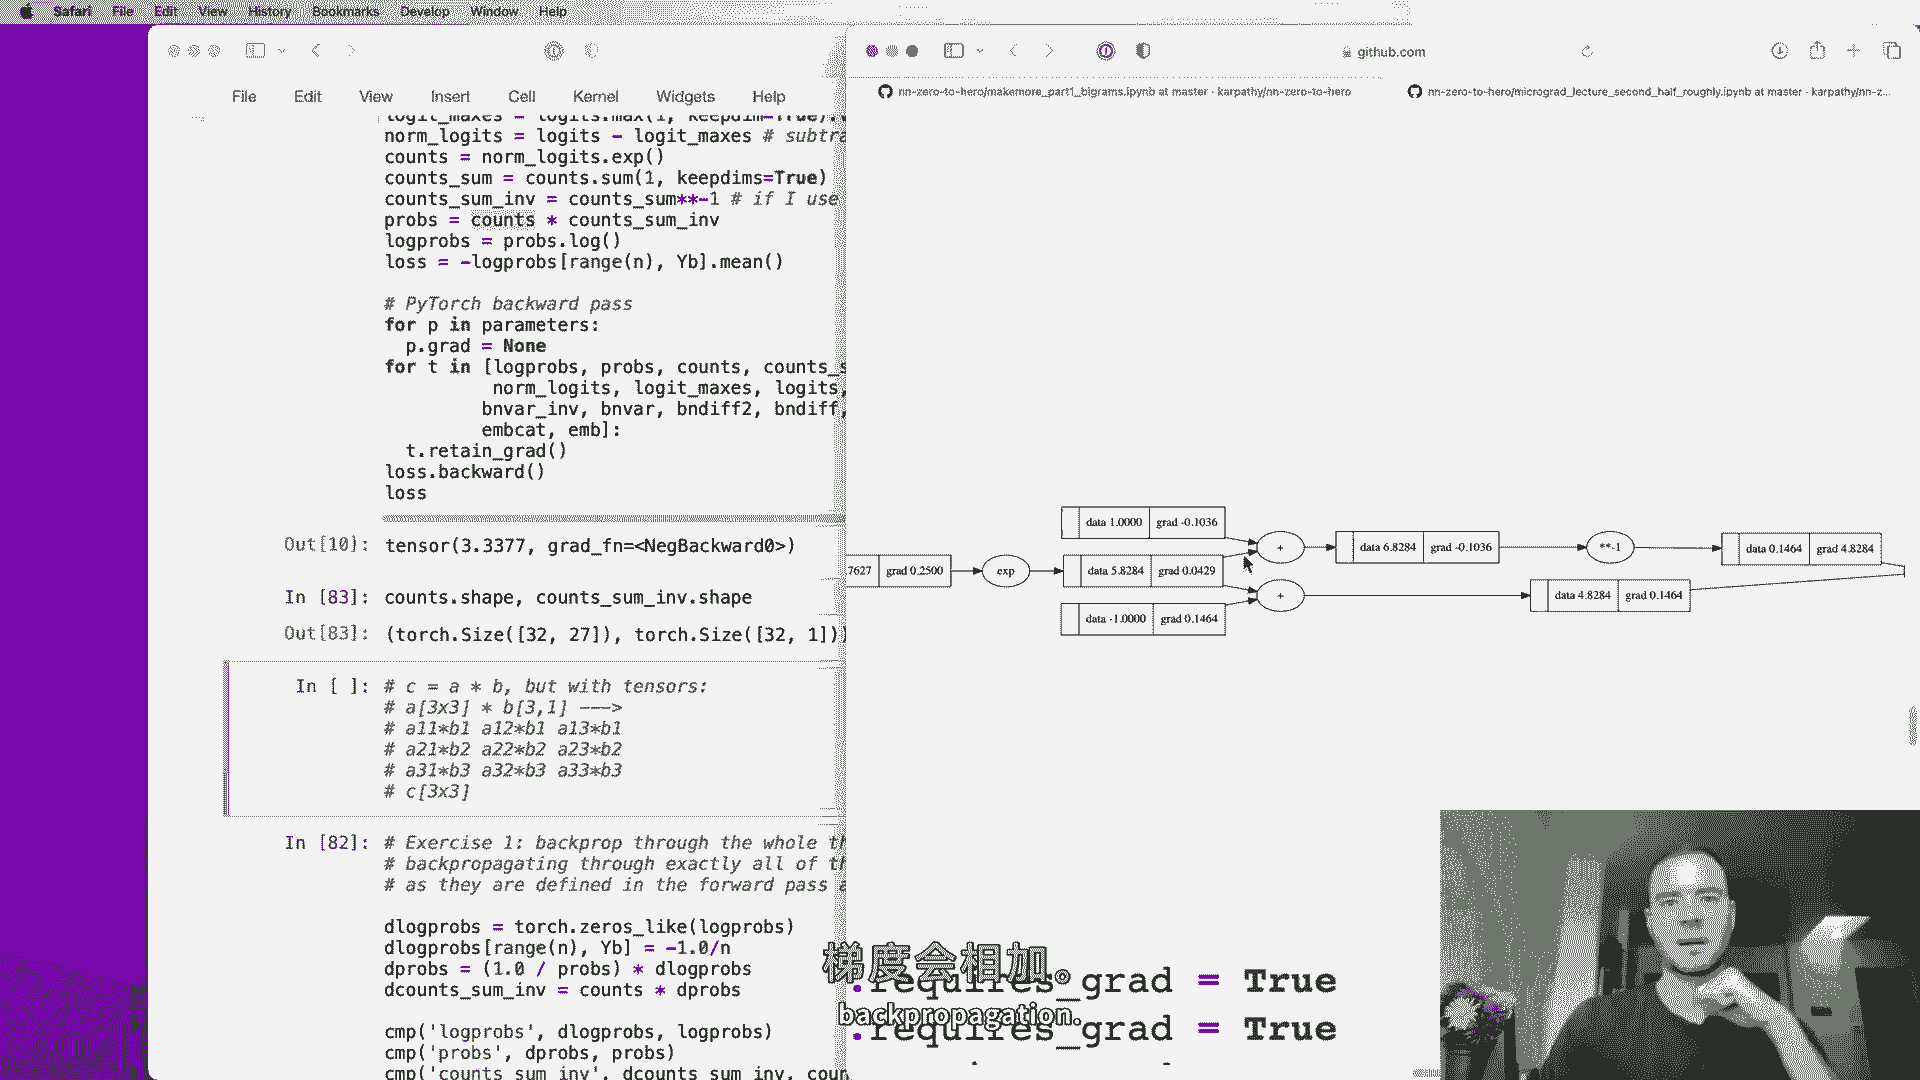 Safari File Edit View History Bookmarks Develop Window Help
github.com
nn-zero-to-hero/makemore_part1_bigrams.ipynb at master · karpathy/nn-zero-to-hero
nn-zero-to-hero/micrograd_lecture_second_half_roughly.ipynb at master · karpathy/nn-z...
File Edit View Insert Cell Kernel Widgets Help
logit_maxes = logits.max(1, keepdim=True).
norm_logits = logits - logit_maxes # subtra
counts = norm_logits.exp()
counts_sum = counts.sum(1, keepdims=True)
counts_sum_inv = counts_sum**-1 # if I use
probs = counts * counts_sum_inv
logprobs = probs.log()
loss = -logprobs[range(n), Yb].mean()
# PyTorch backward pass
for p in parameters:
p.grad = None
for t in [logprobs, probs, counts, counts_s
norm_logits, logit_maxes, logits,
bnvar_inv, bnvar, bndiff2, bndiff,
embcat, emb]:
t.retain_grad()
loss.backward()
loss
Out[10]: tensor(3.3377, grad_fn=<NegBackward0>)
In [83]: counts.shape, counts_sum_inv.shape
Out[83]: (torch.Size([32, 27]), torch.Size([32, 1]))
In [ ]: # c = a * b, but with tensors:
# a[3x3] * b[3,1] --->
# a11*b1 a12*b1 a13*b1
# a21*b2 a22*b2 a23*b2
# a31*b3 a32*b3 a33*b3
# c[3x3]
In [82]: # Exercise 1: backprop through the whole th
# backpropagating through exactly all of th
# as they are defined in the forward pass a
dlogprobs = torch.zeros_like(logprobs)
dlogprobs[range(n), Yb] = -1.0/n
dprobs = (1.0 / probs) * dlogprobs
dcounts_sum_inv = counts * dprobs
cmp('logprobs', dlogprobs, logprobs)
cmp('probs', dprobs, probs)
cmp('counts_sum_inv', dcounts_sum_inv, coun
data 1.0000 grad -0.1036
7627 grad 0.2500 exp data 5.8284 grad 0.0429
data -1.0000 grad 0.1464
+ data 6.8284 grad -0.1036 **-1 data 0.1464 grad 4.8284
+ data 4.8284 grad 0.1464
梯度会相加。
.requires_grad = True
backpropagation.
.requires_grad = True